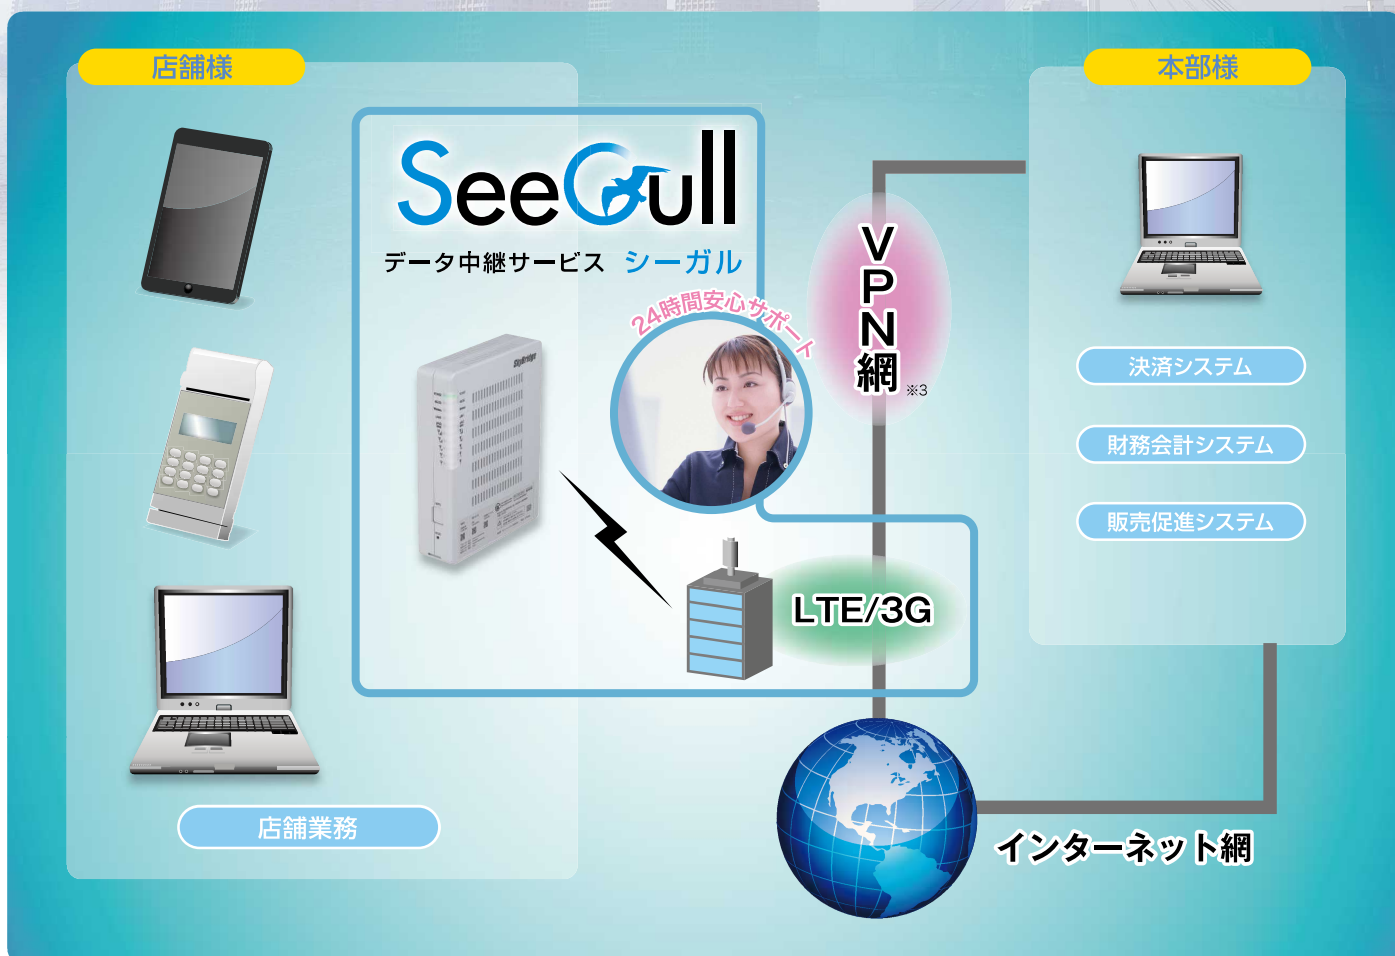 店舗様
本部様
SeeGull
データ中継サービス シーガル
24時間安心サポート
SkyBridge
VPN網
※3
決済システム
財務会計システム
販売促進システム
LTE/3G
店舗業務
インターネット網